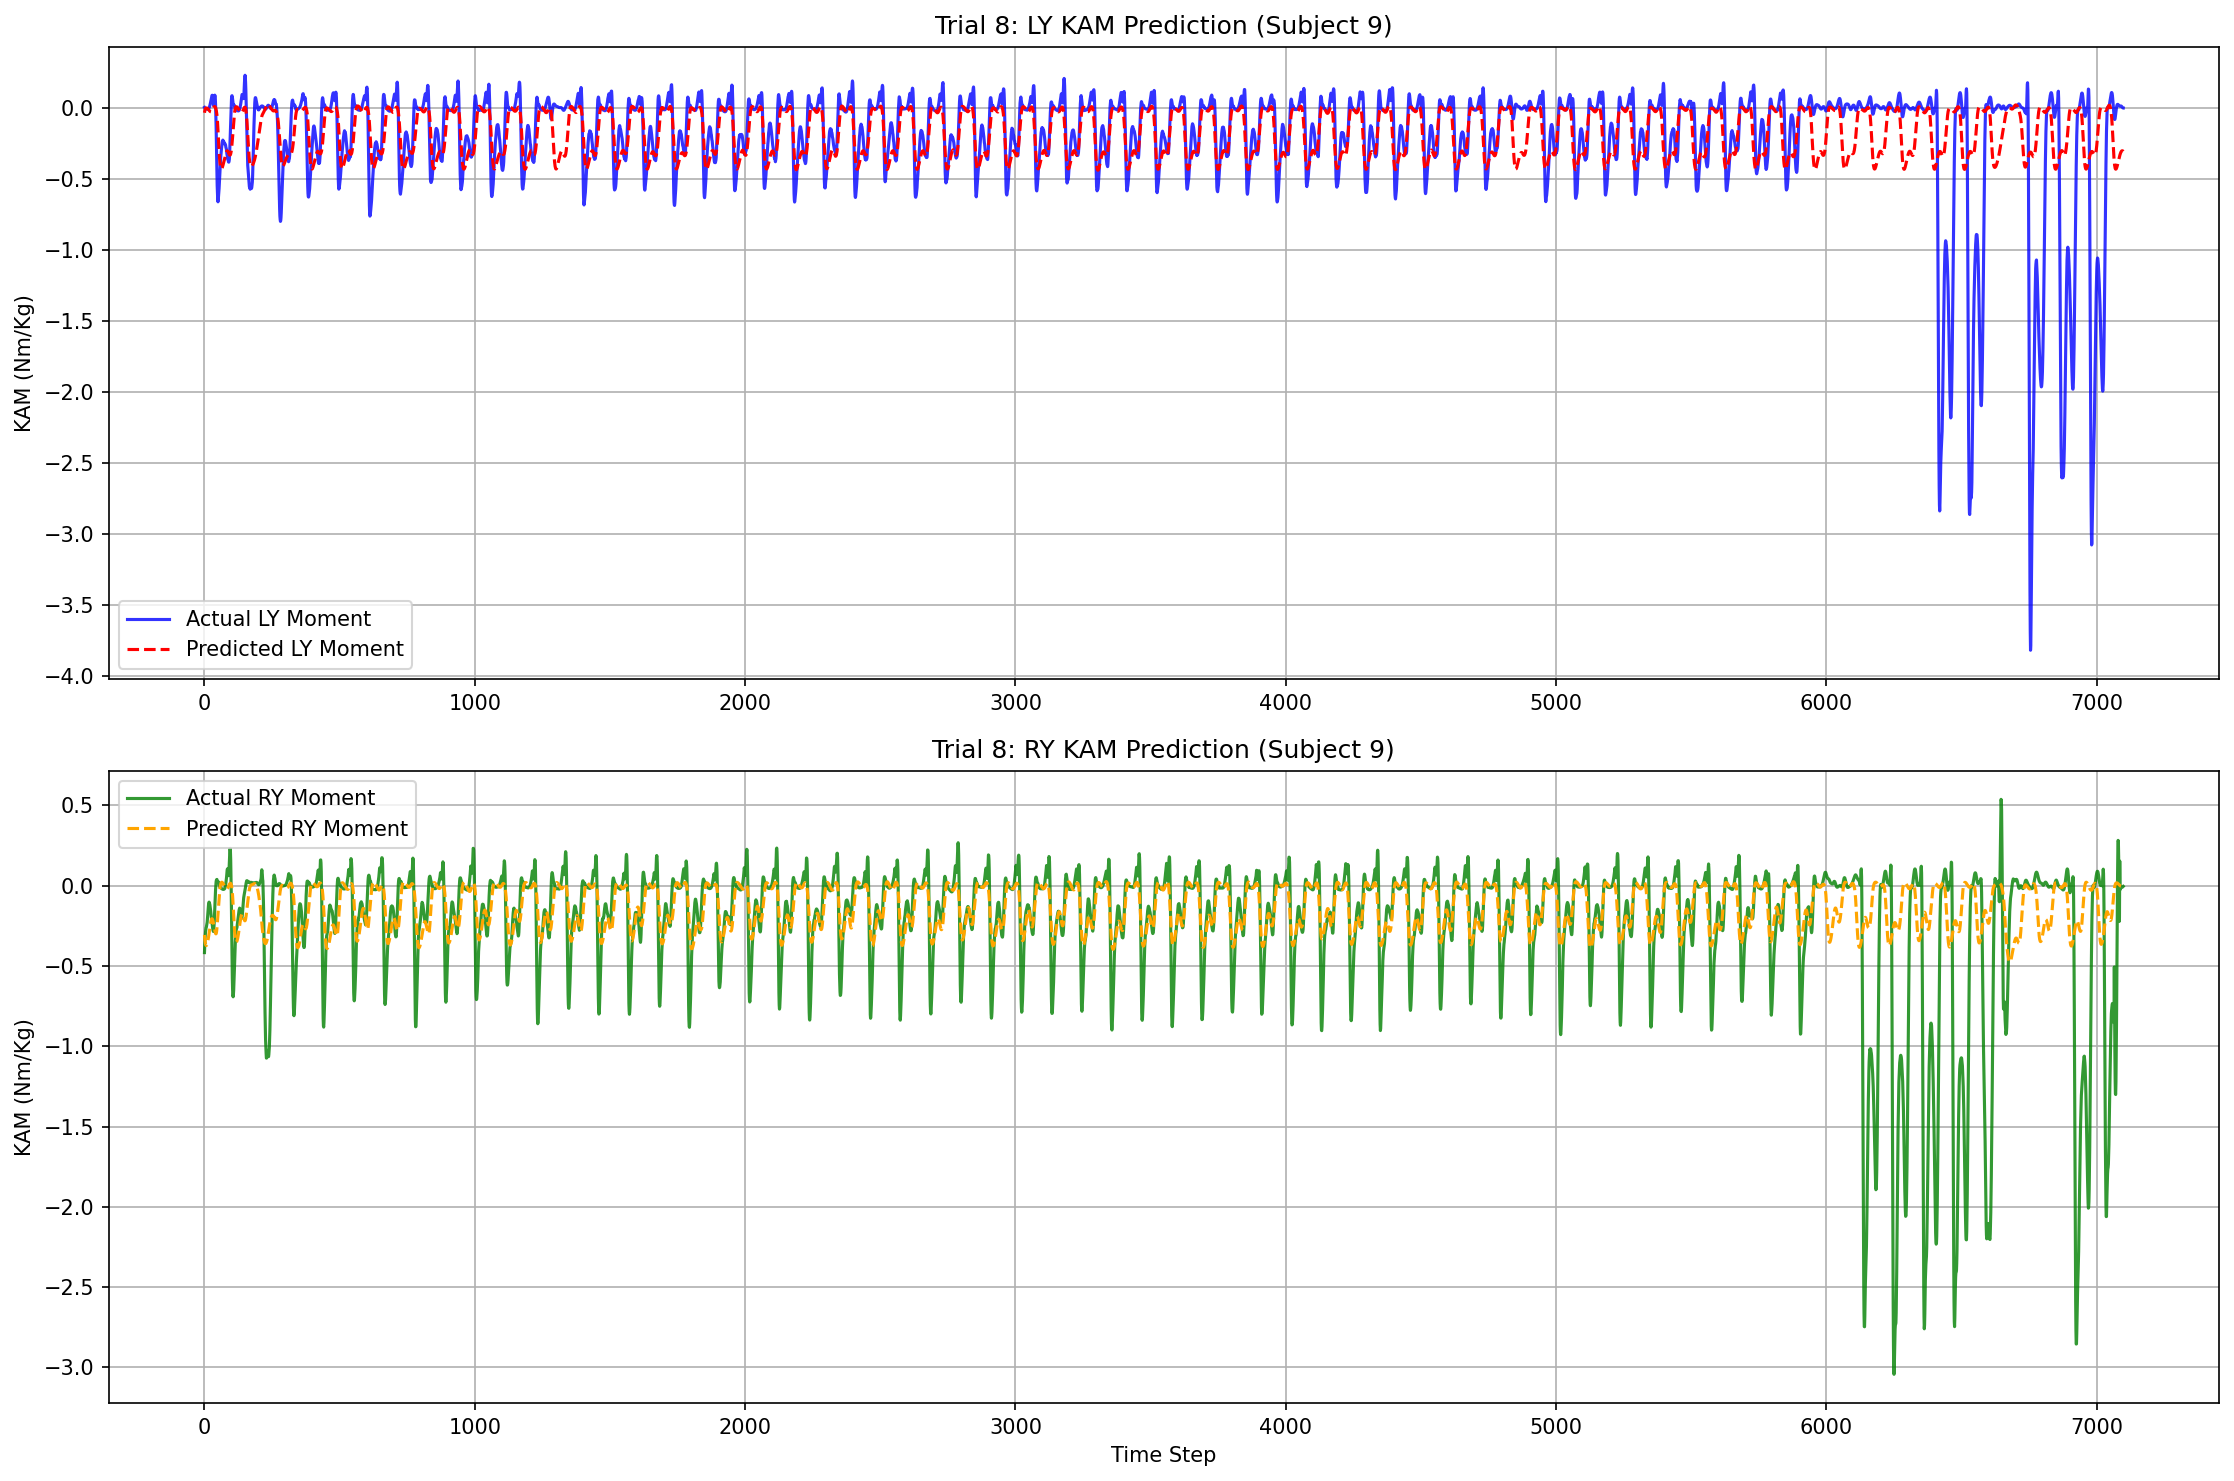 Trial 8: LY KAM Prediction (Subject 9)
KAM (Nm/Kg)
0.0
−0.5
−1.0
−1.5
−2.0
−2.5
−3.0
−3.5
−4.0
Actual LY Moment
Predicted LY Moment
0 1000 2000 3000 4000 5000 6000 7000
Trial 8: RY KAM Prediction (Subject 9)
KAM (Nm/Kg)
0.5
0.0
−0.5
−1.0
−1.5
−2.0
−2.5
−3.0
Actual RY Moment
Predicted RY Moment
0 1000 2000 3000 4000 5000 6000 7000
Time Step